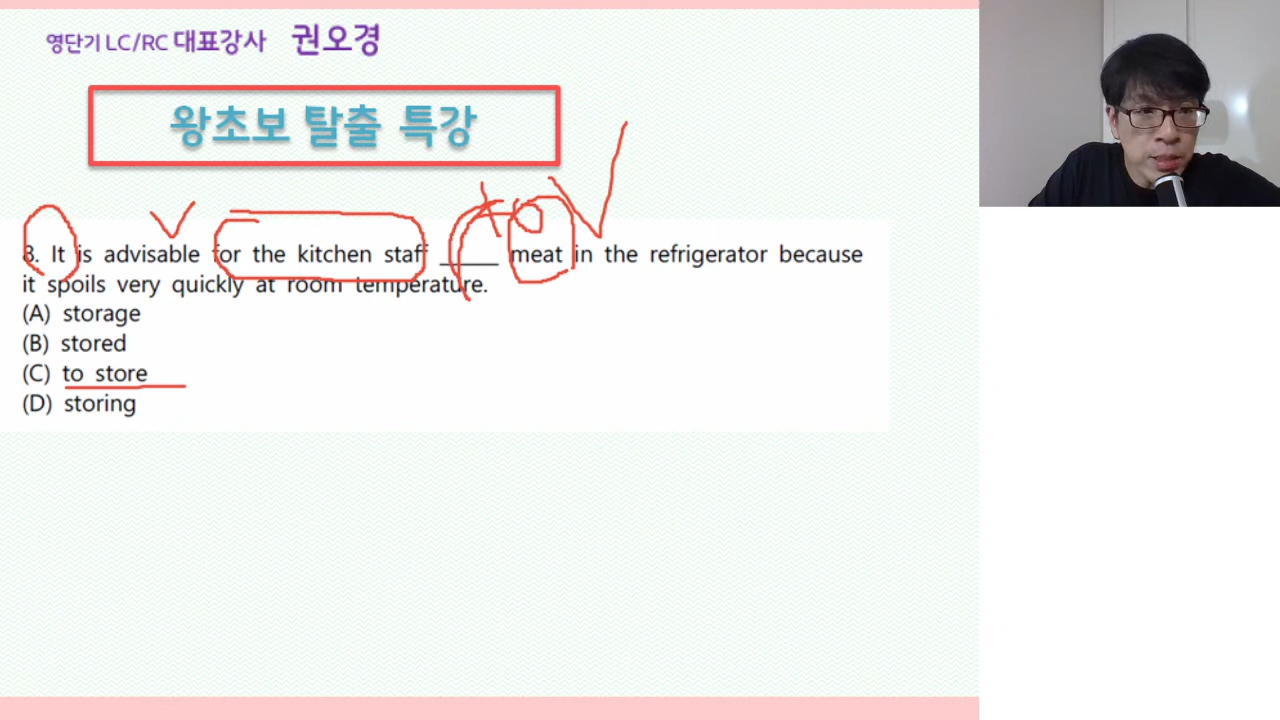 영단기 LC/RC 대표강사 권오경
왕초보 탈출 특강
to V
8. It is advisable for the kitchen staff _____ meat in the refrigerator because
it spoils very quickly at room temperature.
(A) storage
(B) stored
(C) to store
(D) storing